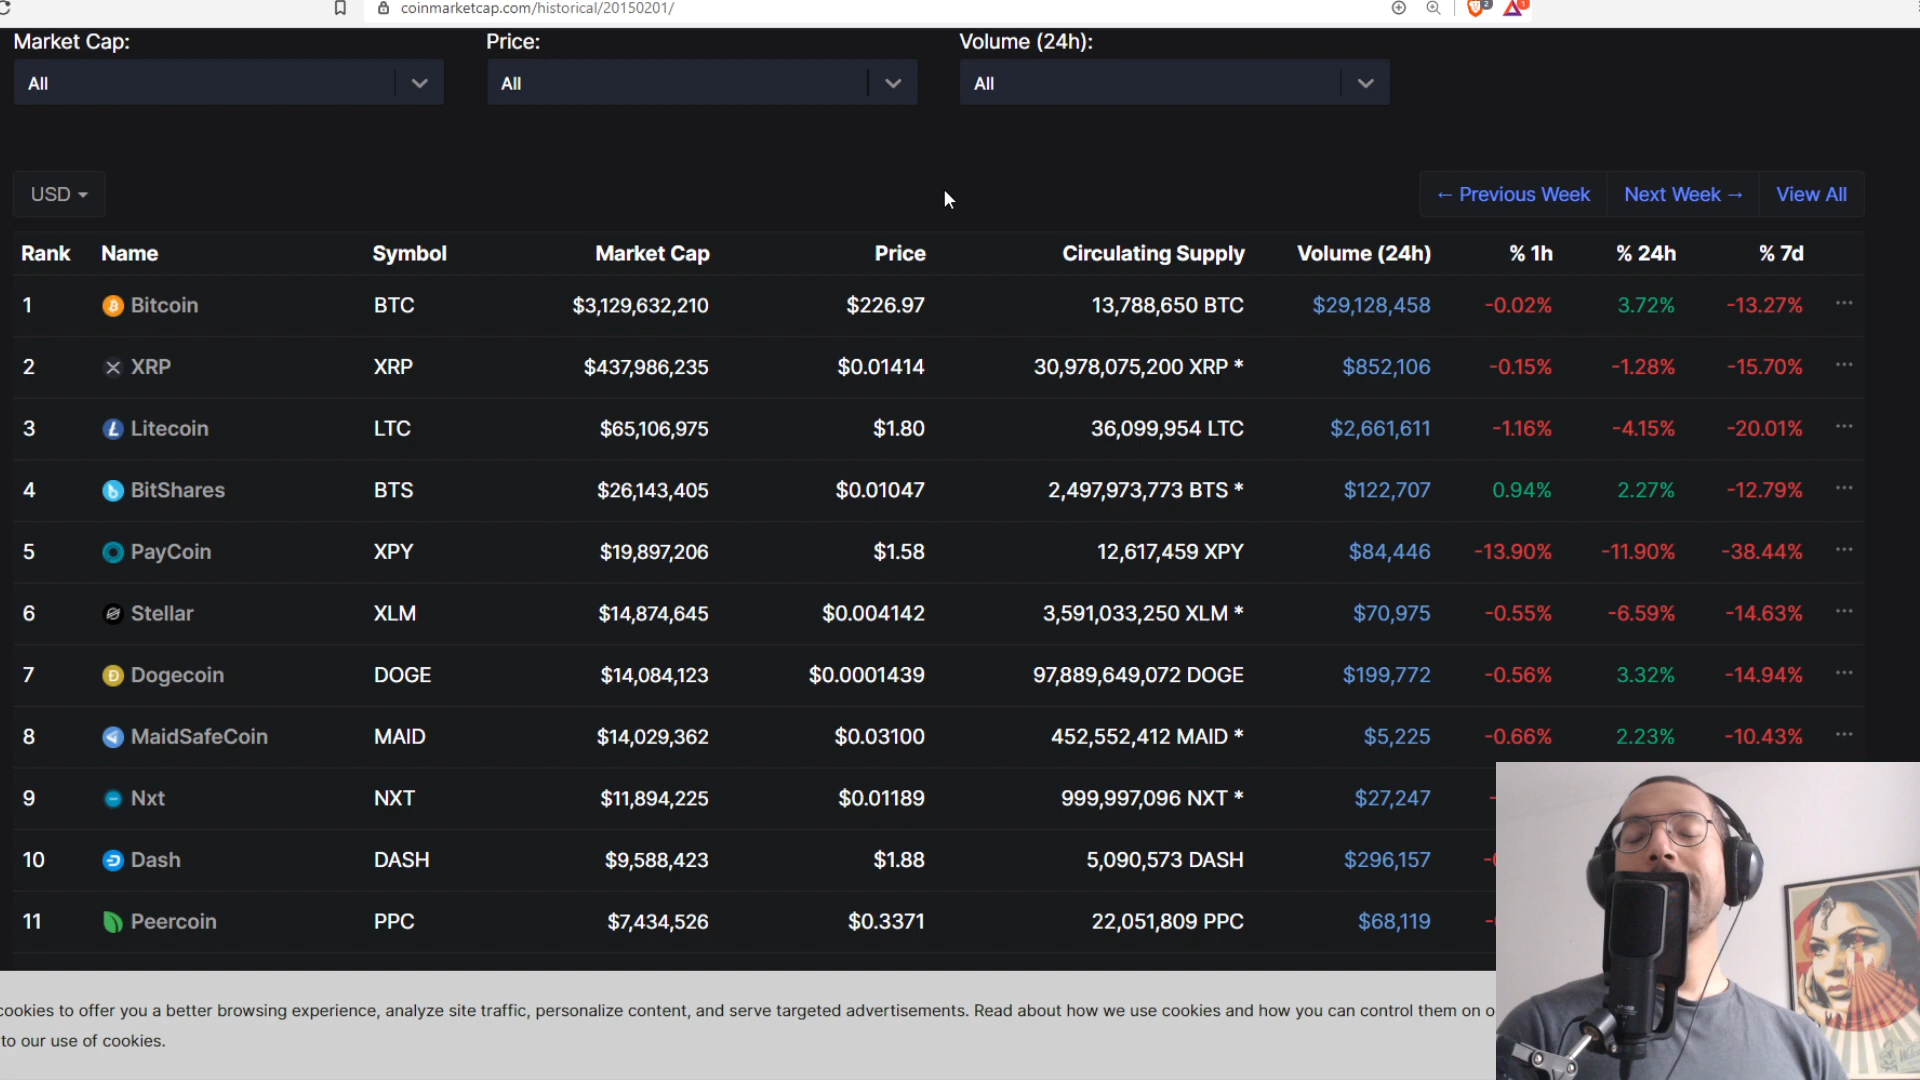 coinmarketcap.com/historical/20150201/
2
1
Market Cap: Price: Volume (24h):
All All All
USD ← Previous Week Next Week → View All
Rank Name Symbol Market Cap Price Circulating Supply Volume (24h) % 1h % 24h % 7d
1 Bitcoin BTC $3,129,632,210 $226.97 13,788,650 BTC $29,128,458 -0.02% 3.72% -13.27% ...
2 XRP XRP $437,986,235 $0.01414 30,978,075,200 XRP * $852,106 -0.15% -1.28% -15.70% ...
3 Litecoin LTC $65,106,975 $1.80 36,099,954 LTC $2,661,611 -1.16% -4.15% -20.01% ...
4 BitShares BTS $26,143,405 $0.01047 2,497,973,773 BTS * $122,707 0.94% 2.27% -12.79% ...
5 PayCoin XPY $19,897,206 $1.58 12,617,459 XPY $84,446 -13.90% -11.90% -38.44% ...
6 Stellar XLM $14,874,645 $0.004142 3,591,033,250 XLM * $70,975 -0.55% -6.59% -14.63% ...
7 Dogecoin DOGE $14,084,123 $0.0001439 97,889,649,072 DOGE $199,772 -0.56% 3.32% -14.94% ...
8 MaidSafeCoin MAID $14,029,362 $0.03100 452,552,412 MAID * $5,225 -0.66% 2.23% -10.43% ...
9 Nxt NXT $11,894,225 $0.01189 999,997,096 NXT * $27,247
10 Dash DASH $9,588,423 $1.88 5,090,573 DASH $296,157
11 Peercoin PPC $7,434,526 $0.3371 22,051,809 PPC $68,119
cookies to offer you a better browsing experience, analyze site traffic, personalize content, and serve targeted advertisements. Read about how we use cookies and how you can control them on
to our use of cookies.